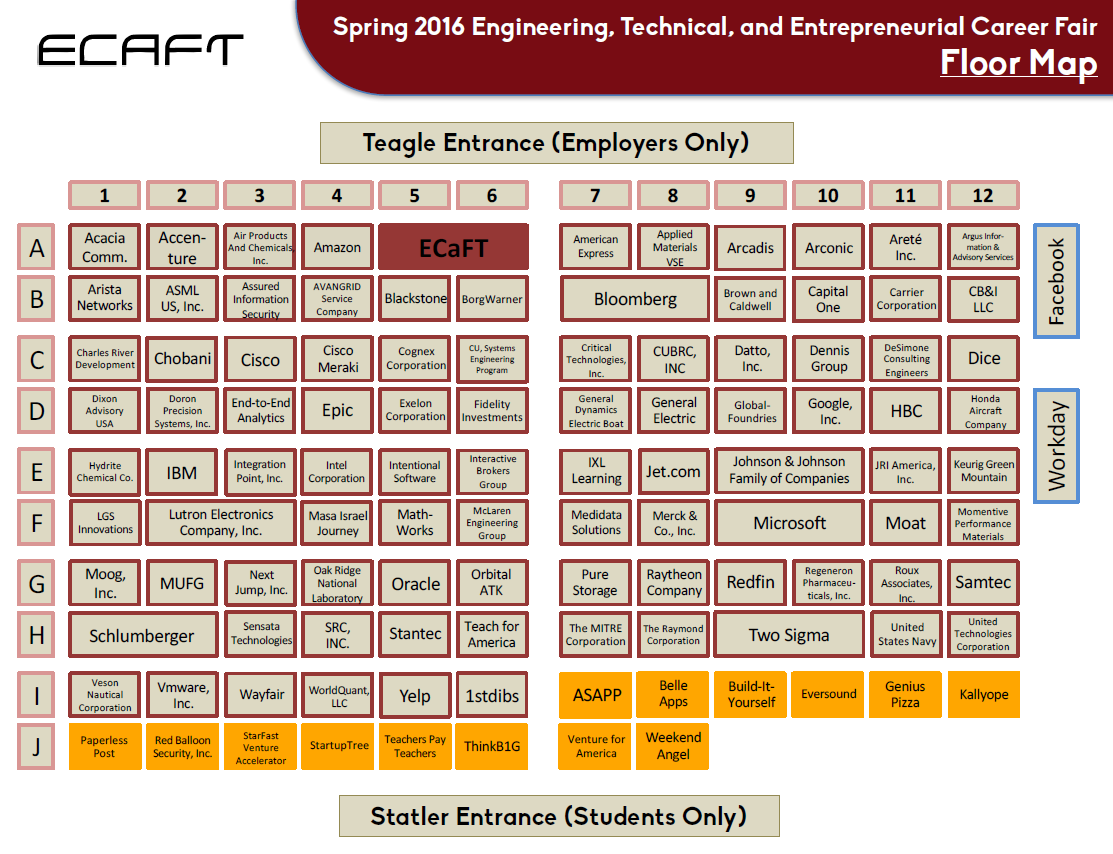 ECAFT
Spring 2016 Engineering, Technical, and Entrepreneurial Career Fair
Floor Map
Teagle Entrance (Employers Only)
1 2 3 4 5 6 7 8 9 10 11 12
A
Acacia
Comm.
Accen-
ture
Air Products
And Chemicals,
Inc.
Amazon
ECaFT
American
Express
Applied
Materials
VSE
Arcadis
Arconic
Areté
Inc.
Argus Infor-
mation &
Advisory Services
Facebook
B
Arista
Networks
ASML
US, Inc.
Assured
Information
Security
AVANGRID
Service
Company
Blackstone
BorgWarner
Bloomberg
Brown and
Caldwell
Capital
One
Carrier
Corporation
CB&I
LLC
C
Charles River
Development
Chobani
Cisco
Cisco
Meraki
Cognex
Corporation
CU, Systems
Engineering
Program
Critical
Technologies,
Inc.
CUBRC,
INC
Datto,
Inc.
Dennis
Group
DeSimone
Consulting
Engineers
Dice
D
Dixon
Advisory
USA
Doron
Precision
Systems, Inc.
End-to-End
Analytics
Epic
Exelon
Corporation
Fidelity
Investments
General
Dynamics
Electric Boat
General
Electric
Global-
Foundries
Google,
Inc.
HBC
Honda
Aircraft
Company
Workday
E
Hydrite
Chemical Co.
IBM
Integration
Point, Inc.
Intel
Corporation
Intentional
Software
Interactive
Brokers
Group
IXL
Learning
Jet.com
Johnson & Johnson
Family of Companies
JRI America,
Inc.
Keurig Green
Mountain
F
LGS
Innovations
Lutron Electronics
Company, Inc.
Masa Israel
Journey
Math-
Works
McLaren
Engineering
Group
Medidata
Solutions
Merck &
Co., Inc.
Microsoft
Moat
Momentive
Performance
Materials
G
Moog,
Inc.
MUFG
Next
Jump, Inc.
Oak Ridge
National
Laboratory
Oracle
Orbital
ATK
Pure
Storage
Raytheon
Company
Redfin
Regeneron
Pharmaceu-
ticals, Inc.
Roux
Associates,
Inc.
Samtec
H
Schlumberger
Sensata
Technologies
SRC,
INC.
Stantec
Teach for
America
The MITRE
Corporation
The Raymond
Corporation
Two Sigma
United
States Navy
United
Technologies
Corporation
I
Veson
Nautical
Corporation
Vmware,
Inc.
Wayfair
WorldQuant,
LLC
Yelp
1stdibs
ASAPP
Belle
Apps
Build-It-
Yourself
Eversound
Genius
Pizza
Kallyope
J
Paperless
Post
Red Balloon
Security, Inc.
StarFast
Venture
Accelerator
StartupTree
Teachers Pay
Teachers
ThinkB1G
Venture for
America
Weekend
Angel
Statler Entrance (Students Only)